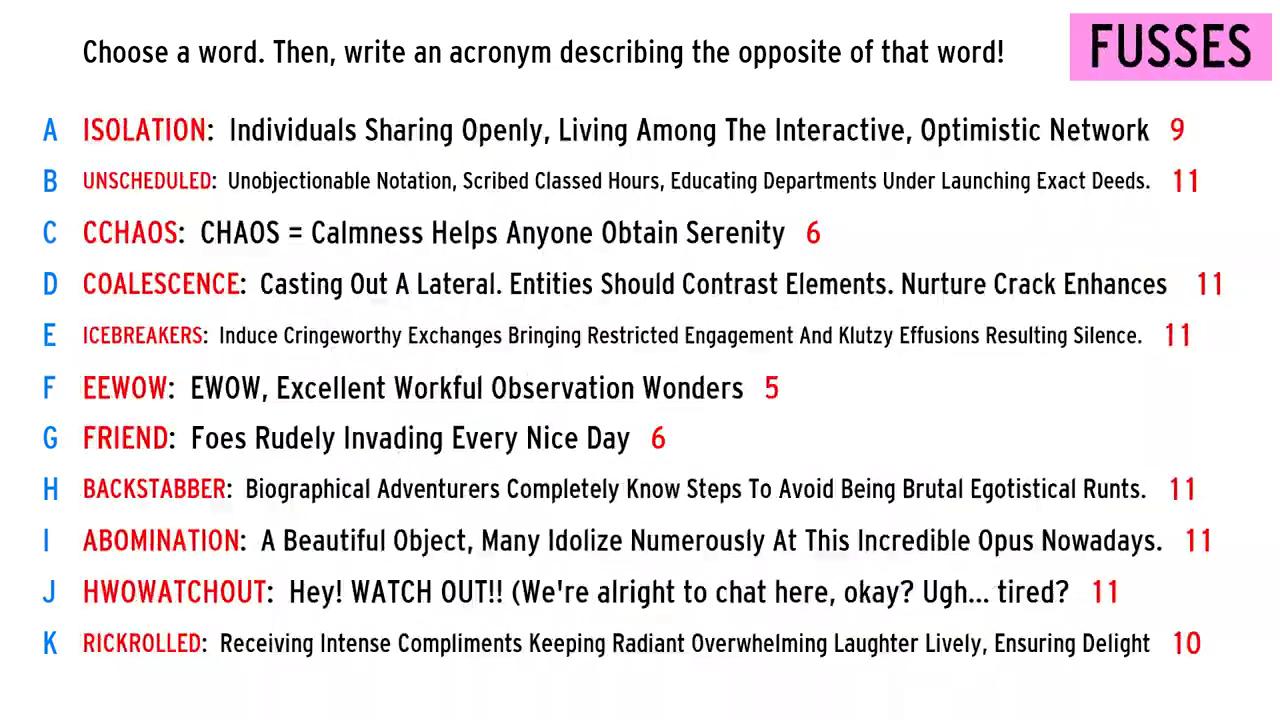 Choose a word. Then, write an acronym describing the opposite of that word!
FUSSES
A ISOLATION: Individuals Sharing Openly, Living Among The Interactive, Optimistic Network 9
B UNSCHEDULED: Unobjectionable Notation, Scribed Classed Hours, Educating Departments Under Launching Exact Deeds. 11
C CCHAOS: CHAOS = Calmness Helps Anyone Obtain Serenity 6
D COALESCENCE: Casting Out A Lateral. Entities Should Contrast Elements. Nurture Crack Enhances 11
E ICEBREAKERS: Induce Cringeworthy Exchanges Bringing Restricted Engagement And Klutzy Effusions Resulting Silence. 11
F EEWOW: EWOW, Excellent Workful Observation Wonders 5
G FRIEND: Foes Rudely Invading Every Nice Day 6
H BACKSTABBER: Biographical Adventurers Completely Know Steps To Avoid Being Brutal Egotistical Runts. 11
I ABOMINATION: A Beautiful Object, Many Idolize Numerously At This Incredible Opus Nowadays. 11
J HWOWATCHOUT: Hey! WATCH OUT!! (We're alright to chat here, okay? Ugh... tired? 11
K RICKROLLED: Receiving Intense Compliments Keeping Radiant Overwhelming Laughter Lively, Ensuring Delight 10